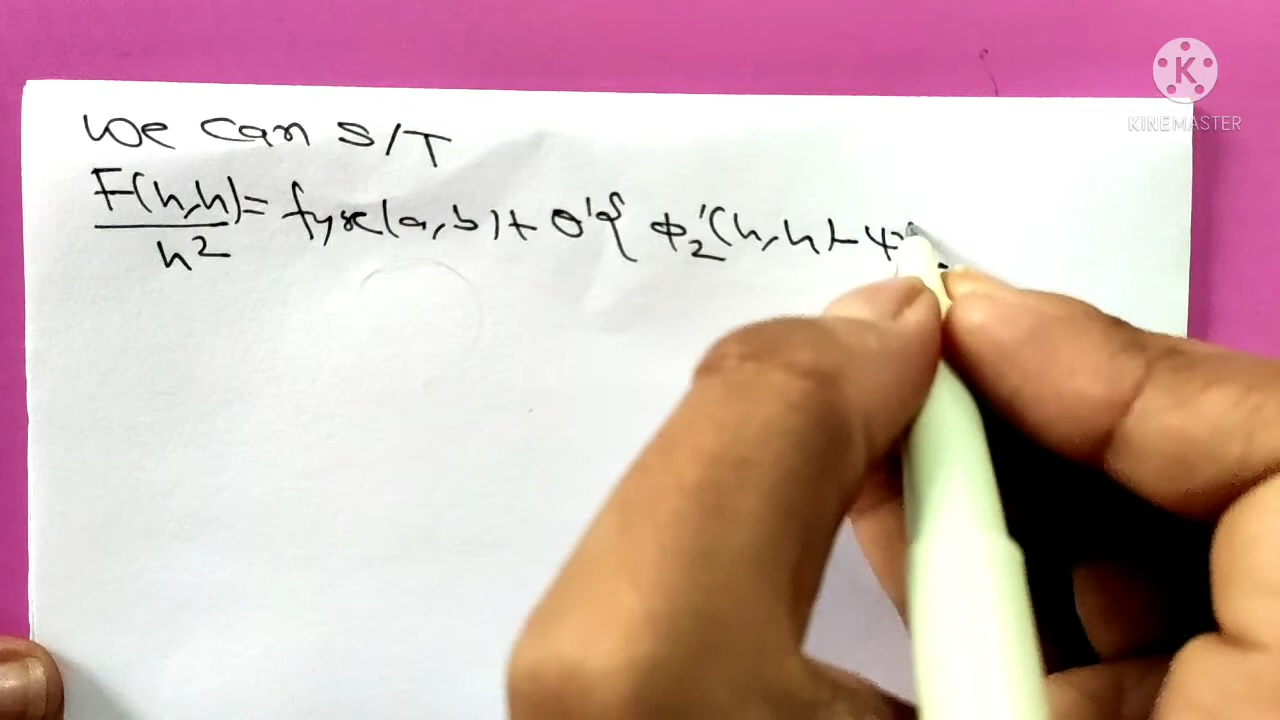 We can S/T
F(h,h)/h² = fyx(a,b) + θ'{ ϕ₂'(h,h) - ψ
K
KINEMASTER